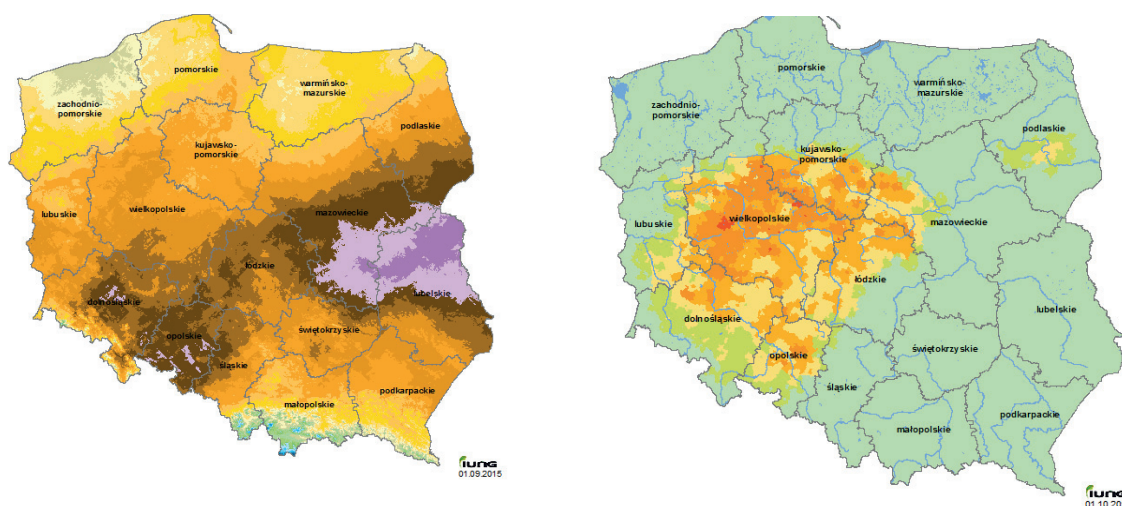 pomorskie
warmińsko-
mazurskie
zachodnio-
pomorskie
podlaskie
kujawsko-
pomorskie
mazowieckie
wielkopolskie
lubuskie
łódzkie
lubelskie
dolnośląskie
opolskie
świętokrzyskie
śląskie
podkarpackie
małopolskie
iung
01.09.2015
pomorskie
warmińsko-
mazurskie
zachodnio-
pomorskie
podlaskie
kujawsko-
pomorskie
wielkopolskie
mazowieckie
lubuskie
łódzkie
lubelskie
dolnośląskie
świętokrzyskie
opolskie
śląskie
podkarpackie
małopolskie
iung